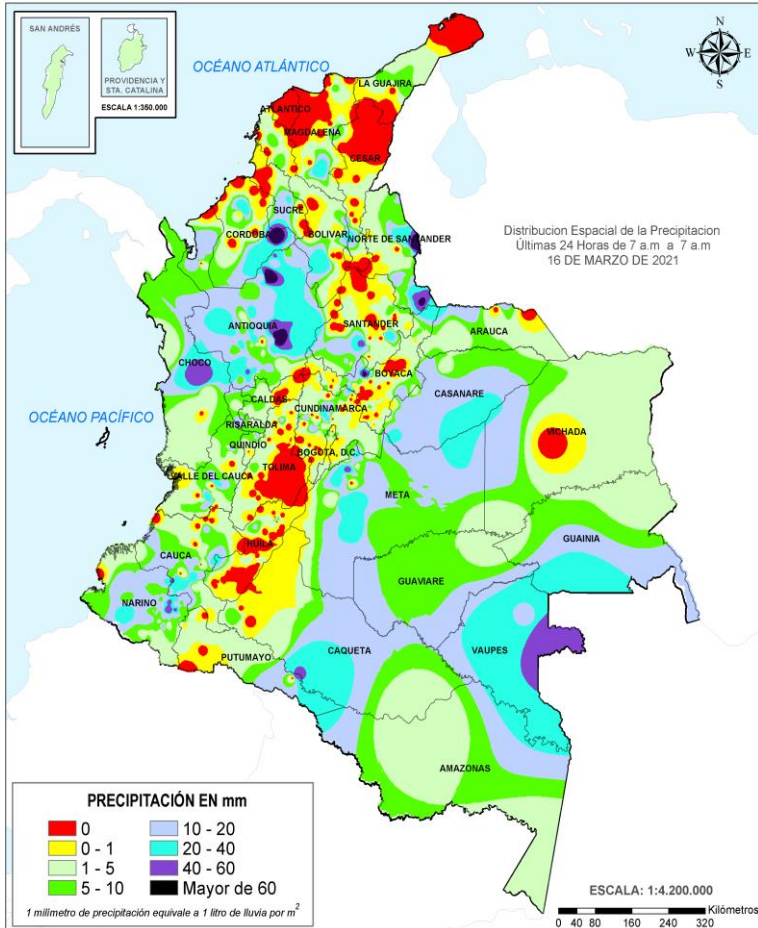 SAN ANDRÉS
PROVIDENCIA Y
STA. CATALINA
ESCALA 1:350.000
OCÉANO ATLÁNTICO
N
W
E
S
LA GUAJIRA
ATLANTICO
MAGDALENA
CESAR
SUCRE
CORDOBA
BOLIVAR
NORTE DE SANTANDER
Distribucion Espacial de la Precipitacion
Últimas 24 Horas de 7 a.m a 7 a.m
16 DE MARZO DE 2021
ANTIOQUIA
SANTANDER
ARAUCA
CHOCO
BOYACA
CASANARE
OCÉANO PACÍFICO
CALDAS
CUNDINAMARCA
RISARALDA
VICHADA
QUINDIO
BOGOTA, D.C.
TOLIMA
VALLE DEL CAUCA
META
GUAINIA
CAUCA
HUILA
GUAVIARE
NARINO
PUTUMAYO
CAQUETA
VAUPES
AMAZONAS
PRECIPITACIÓN EN mm
0
10 - 20
0 - 1
20 - 40
1 - 5
40 - 60
5 - 10
Mayor de 60
1 milímetro de precipitación equivale a 1 litro de lluvia por m²
ESCALA: 1:4.200.000
Kilómetros
0 40 80 160 240 320